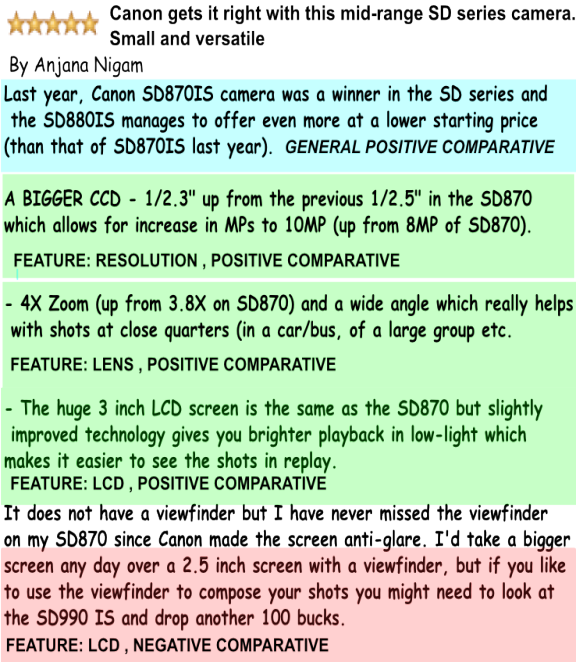 Canon gets it right with this mid-range SD series camera.
Small and versatile
By Anjana Nigam
Last year, Canon SD870IS camera was a winner in the SD series and
the SD880IS manages to offer even more at a lower starting price
(than that of SD870IS last year). GENERAL POSITIVE COMPARATIVE
A BIGGER CCD - 1/2.3" up from the previous 1/2.5" in the SD870
which allows for increase in MPs to 10MP (up from 8MP of SD870).
FEATURE: RESOLUTION , POSITIVE COMPARATIVE
- 4X Zoom (up from 3.8X on SD870) and a wide angle which really helps
with shots at close quarters (in a car/bus, of a large group etc.
FEATURE: LENS , POSITIVE COMPARATIVE
- The huge 3 inch LCD screen is the same as the SD870 but slightly
improved technology gives you brighter playback in low-light which
makes it easier to see the shots in replay.
FEATURE: LCD , POSITIVE COMPARATIVE
It does not have a viewfinder but I have never missed the viewfinder
on my SD870 since Canon made the screen anti-glare. I'd take a bigger
screen any day over a 2.5 inch screen with a viewfinder, but if you like
to use the viewfinder to compose your shots you might need to look at
the SD990 IS and drop another 100 bucks.
FEATURE: LCD , NEGATIVE COMPARATIVE